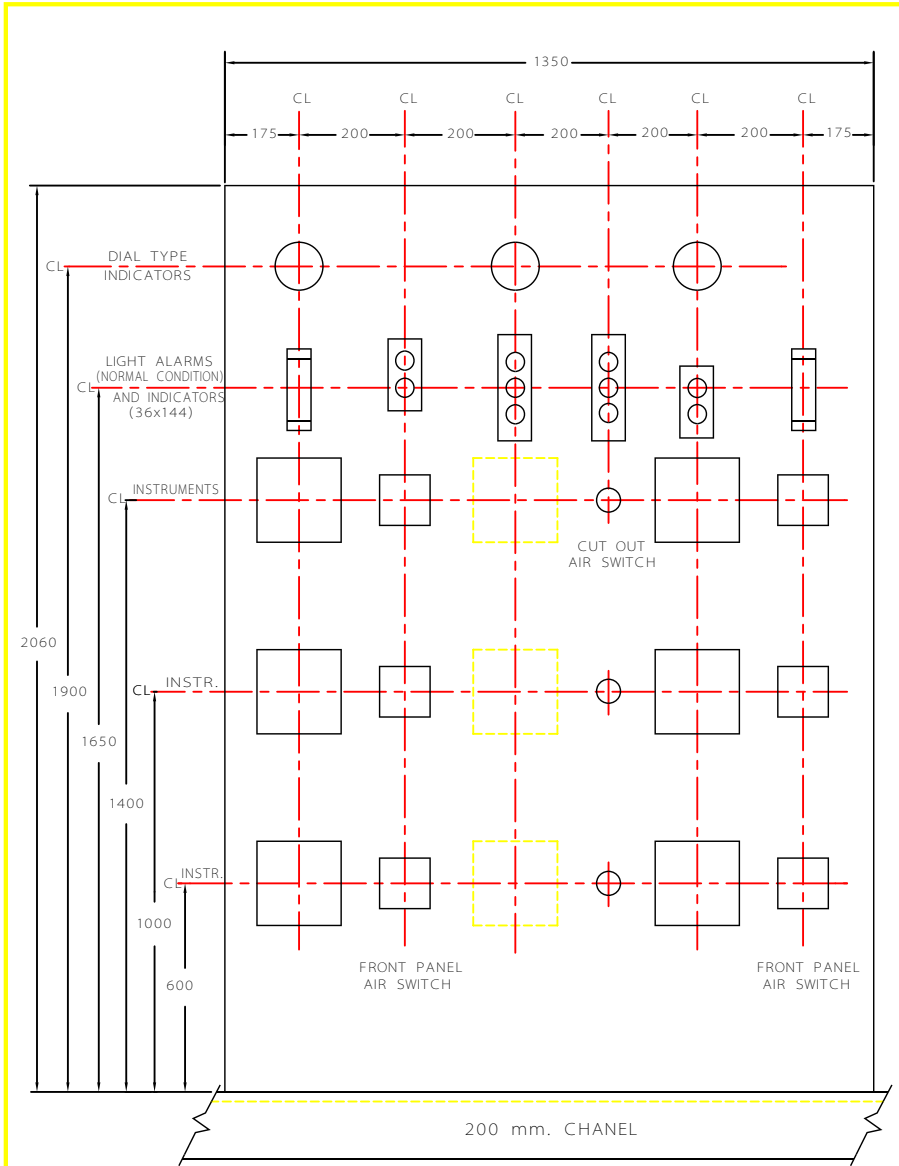 1350
CL CL CL CL CL CL
175 200 200 200 200 200 175
DIAL TYPE
CL
INDICATORS
LIGHT ALARMS
(NORMAL CONDITION)
CL
AND INDICATORS
(36x144)
INSTRUMENTS
CL
CUT OUT
AIR SWITCH
2060
INSTR.
1900
CL
1650
1400
INSTR.
CL
1000
FRONT PANEL
AIR SWITCH
FRONT PANEL
AIR SWITCH
600
200 mm. CHANEL